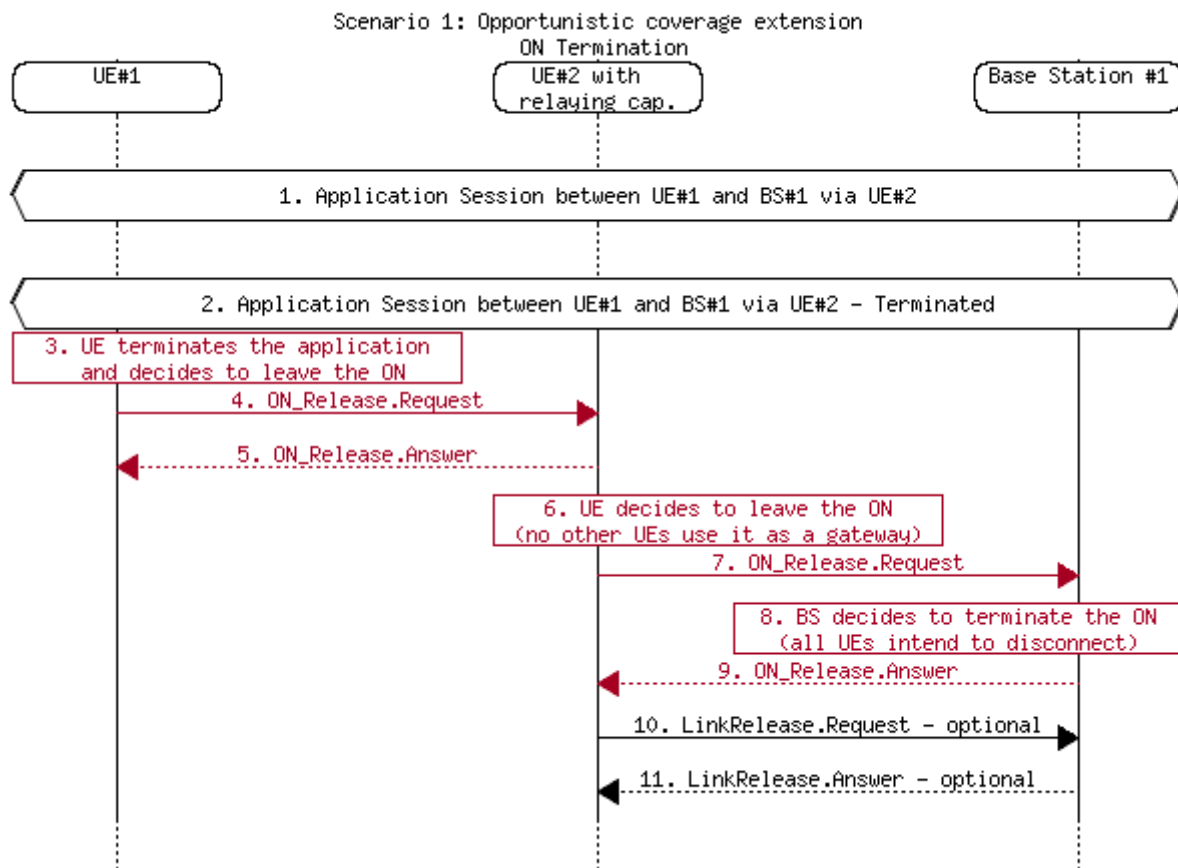 Scenario 1: Opportunistic coverage extension
ON Termination
UE#1
UE#2 with
relaying cap.
Base Station #1
1. Application Session between UE#1 and BS#1 via UE#2
2. Application Session between UE#1 and BS#1 via UE#2 - Terminated
3. UE terminates the application
and decides to leave the ON
4. ON_Release.Request
5. ON_Release.Answer
6. UE decides to leave the ON
(no other UEs use it as a gateway)
7. ON_Release.Request
8. BS decides to terminate the ON
(all UEs intend to disconnect)
9. ON_Release.Answer
10. LinkRelease.Request - optional
11. LinkRelease.Answer - optional